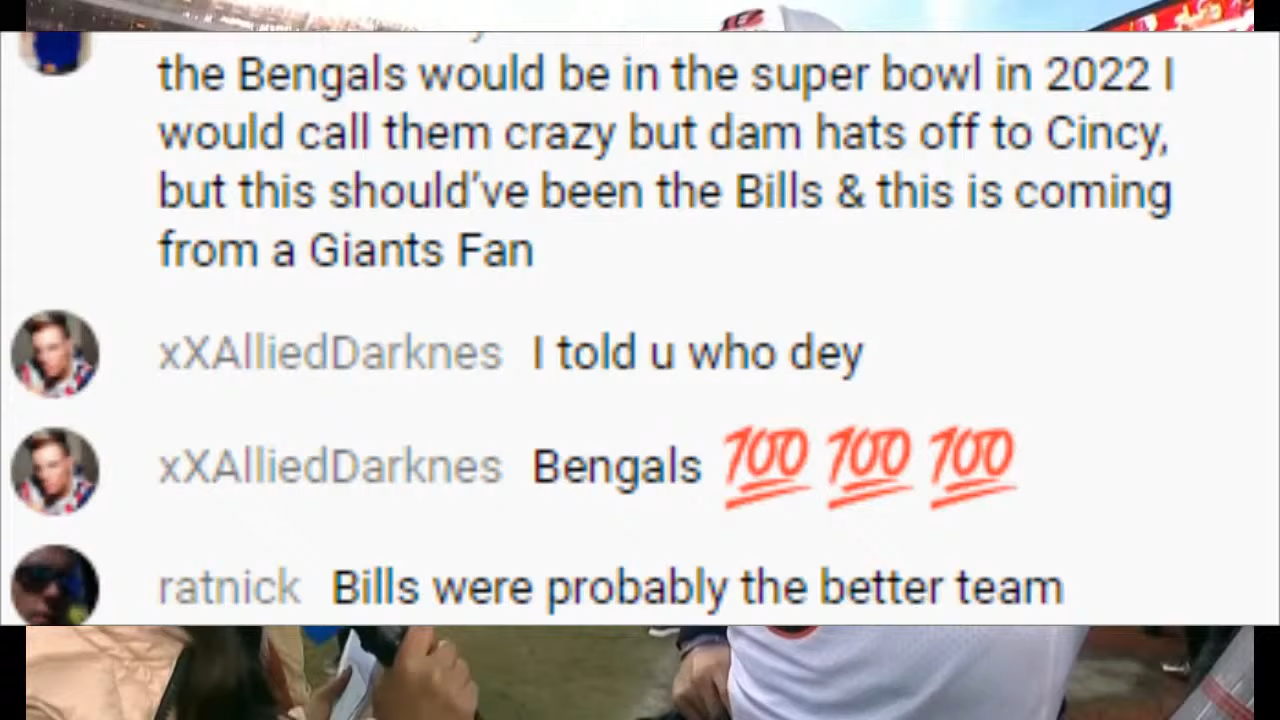 the Bengals would be in the super bowl in 2022 I
would call them crazy but dam hats off to Cincy,
but this should've been the Bills & this is coming
from a Giants Fan
xXAlliedDarknes I told u who dey
xXAlliedDarknes Bengals 💯 💯 💯
ratnick Bills were probably the better team